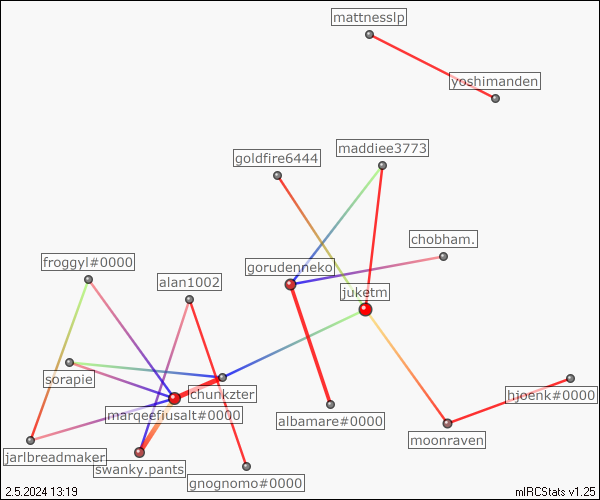 mattnesslp
yoshimanden
maddiee3773
goldfire6444
chobham.
froggyl#0000
gorudenneko
alan1002
juketm
sorapie
chunkzter
hjoenk#0000
marqeefiusalt#0000
albamare#0000
moonraven
jarlbreadmaker
swanky.pants
gnognomo#0000
2.5.2024 13:19
mIRCStats v1.25